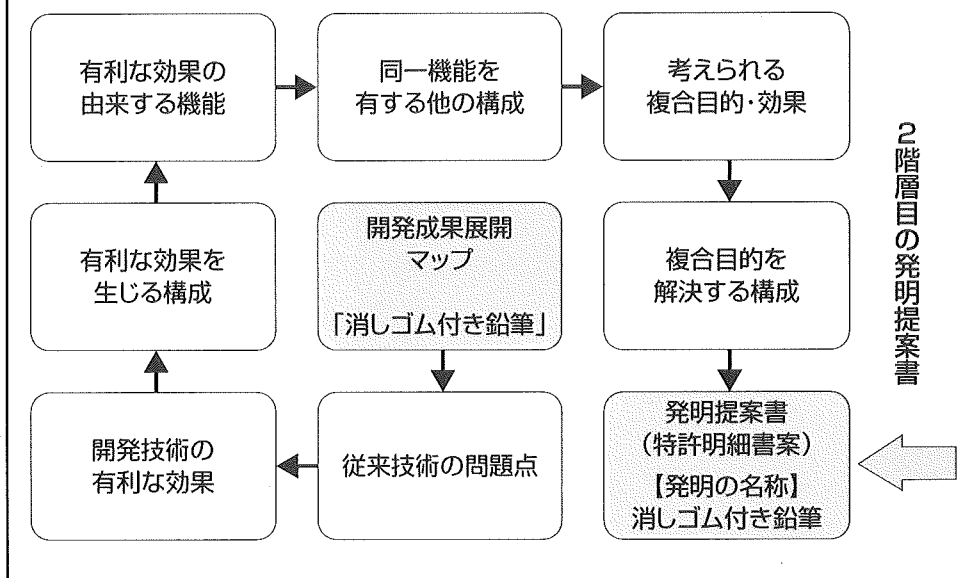 有利な効果の
由来する機能
同一機能を
有する他の構成
考えられる
複合目的・効果
有利な効果を
生じる構成
開発成果展開
マップ
「消しゴム付き鉛筆」
複合目的を
解決する構成
開発技術の
有利な効果
従来技術の問題点
発明提案書
（特許明細書案）
【発明の名称】
消しゴム付き鉛筆
2階層目の発明提案書